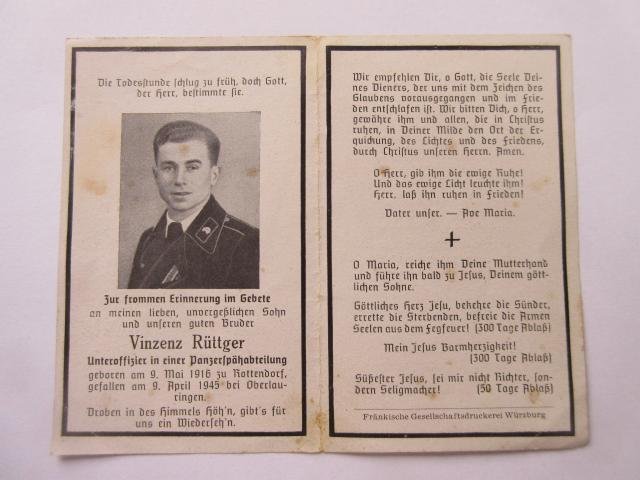 Die Todesstunde schlug zu früh, doch Gott,
der Herr, bestimmte sie.
Zur frommen Erinnerung im Gebete
an meinen lieben, unvergeßlichen Sohn
und unseren guten Bruder
Vinzenz Rüttger
Unteroffizier in einer Panzerspähabteilung
geboren am 9. Mai 1916 zu Rottendorf,
gefallen am 9. April 1945 bei Oberlau-
ringen.
Droben in des Himmels Höh'n, gibt's für
uns ein Wiederseh'n.
Wir empfehlen Dir, o Gott, die Seele Dei-
nes Dieners, der uns mit dem Zeichen des
Glaubens vorausgegangen und im Frie-
den entschlafen ist. Wir bitten Dich, o Herr,
gewähre ihm und allen, die in Christus
ruhen, in Deiner Milde den Ort der Er-
quickung, des Lichtes und des Friedens,
durch Christus unseren Herrn. Amen.
O Herr, gib ihm die ewige Ruhe!
Und das ewige Licht leuchte ihm!
Herr, laß ihn ruhen in Frieden!
Vater unser. — Ave Maria.
O Maria, reiche ihm Deine Mutterhand
und führe ihn bald zu Jesus, Deinem gött-
lichen Sohne.
Göttliches Herz Jesu, bekehre die Sünder,
errette die Sterbenden, befreie die Armen
Seelen aus dem Fegfeuer! (300 Tage Ablaß)
Mein Jesus Barmherzigkeit!
(300 Tage Ablaß)
Süßester Jesus, sei mir nicht Richter, son-
dern Seligmacher! (50 Tage Ablaß)
Fränkische Gesellschaftsdruckerei Würzburg